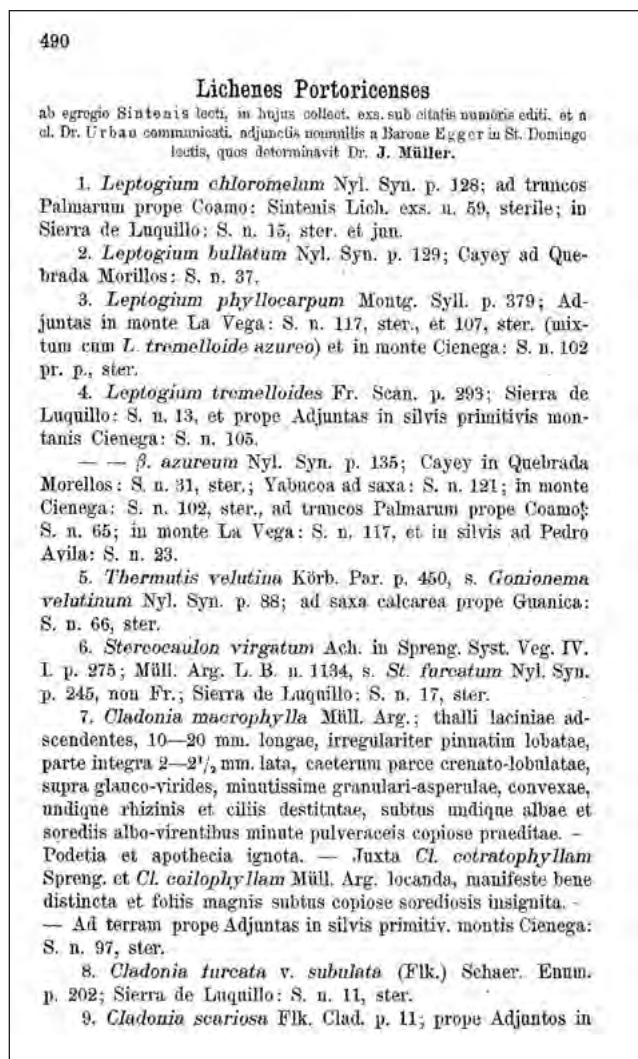 490
Lichenes Portoricenses
ab egregio Sintenis lecti, in hujus collect. exs. sub citatis numeris editi. et a
cl. Dr. Urban communicati. adjunctis nonnullis a Barone Egger in St. Domingo
lectis, quos determinavit Dr. J. Müller.
1. Leptogium chloromelum Nyl. Syn. p. 128; ad truncos
Palmarum prope Coamo: Sintenis Lich. exs. n. 59, sterile; in
Sierra de Luquillo: S. n. 15, ster. et jun.
2. Leptogium bullatum Nyl. Syn. p. 129; Cayey ad Que-
brada Morillos: S. n. 37.
3. Leptogium phyllocarpum Montg. Syll. p. 379; Ad-
juntas in monte La Vega: S. n. 117, ster., et 107, ster. (mix-
tum cum L. tremelloide azureo) et in monte Cienega: S. n. 102
pr. p., ster.
4. Leptogium tremelloides Fr. Scan. p. 293; Sierra de
Luquillo: S. n. 13, et prope Adjuntas in silvis primitivis mon-
tanis Cienega: S. n. 105.
— — β. azureum Nyl. Syn. p. 135; Cayey in Quebrada
Morellos: S. n. 31, ster.; Yabucoa ad saxa: S. n. 121; in monte
Cienega: S. n. 102, ster., ad truncos Palmarum prope Coamo;
S. n. 65; in monte La Vega: S. n. 117, et in silvis ad Pedro
Avila: S. n. 23.
5. Thermutis velutina Körb. Par. p. 450, s. Gonionema
velutinum Nyl. Syn. p. 88; ad saxa calcarea prope Guanica:
S. n. 66, ster.
6. Stereocaulon virgatum Ach. in Spreng. Syst. Veg. IV.
I. p. 275; Müll. Arg. L. B. n. 1134, s. St. furcatum Nyl. Syn.
p. 245, non Fr.; Sierra de Luquillo: S. n. 17, ster.
7. Cladonia macrophylla Müll. Arg.; thalli laciniae ad-
scendentes, 10—20 mm. longae, irregulariter pinnatim lobatae,
parte integra 2—2¹/₂ mm. lata, caeterum parce crenato-lobulatae,
supra glauco-virides, minutissime granulari-asperulae, convexae,
undique rhizinis et ciliis destitutae, subtus undique albae et
sorediis albo-virentibus minute pulveraceis copiose praeditae. -
Podetia et apothecia ignota. — Juxta Cl. cetratophyllam
Spreng. et Cl. coilophyllam Müll. Arg. locanda, manifeste bene
distincta et foliis magnis subtus copiose sorediosis insignita. -
— Ad terram prope Adjuntas in silvis primitiv. montis Cienega:
S. n. 97, ster.
8. Cladonia furcata v. subulata (Flk.) Schaer. Enum.
p. 202; Sierra de Luquillo: S. n. 11, ster.
9. Cladonia scariosa Flk. Clad. p. 11; prope Adjuntos in